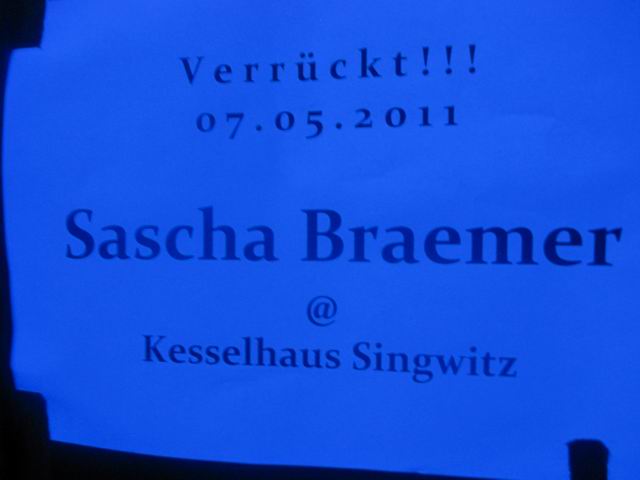 Verrückt!!!
07.05.2011
Sascha Braemer
@
Kesselhaus Singwitz